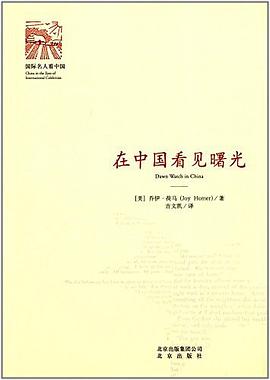 国际名人看中国
China in the Eyes of
International Celebrities
在中国看见曙光
Dawn Watch in China
[美] 乔伊·荷马 (Joy Homer) / 著
吉文凯 / 译
北京出版集团公司
北京出版社